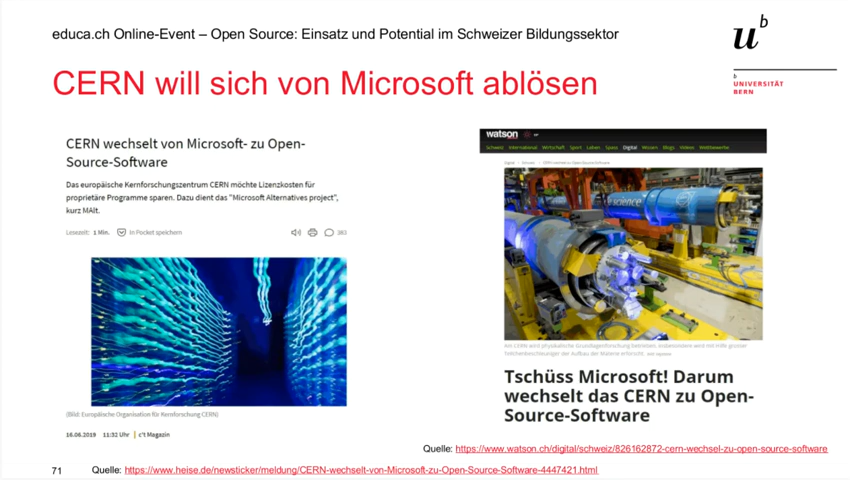 educa.ch Online-Event – Open Source: Einsatz und Potential im Schweizer Bildungssektor
u
b
b
UNIVERSITÄT
BERN
CERN will sich von Microsoft ablösen
CERN wechselt von Microsoft- zu Open-
Source-Software
Das europäische Kernforschungszentrum CERN möchte Lizenzkosten für
proprietäre Programme sparen. Dazu dient das "Microsoft Alternatives project",
kurz MAlt.
Lesezeit: 1 Min. In Pocket speichern 383
(Bild: Europäische Organisation für Kernforschung CERN)
16.06.2019 11:32 Uhr | c't Magazin
watson
Schweiz International Wirtschaft Sport Leben Spass Digital Wissen Blogs Videos Wettbewerbe
science
Tschüss Microsoft! Darum
wechselt das CERN zu Open-
Source-Software
Quelle: https://www.watson.ch/digital/schweiz/826162872-cern-wechsel-zu-open-source-software
71 Quelle: https://www.heise.de/newsticker/meldung/CERN-wechselt-von-Microsoft-zu-Open-Source-Software-4447421.html